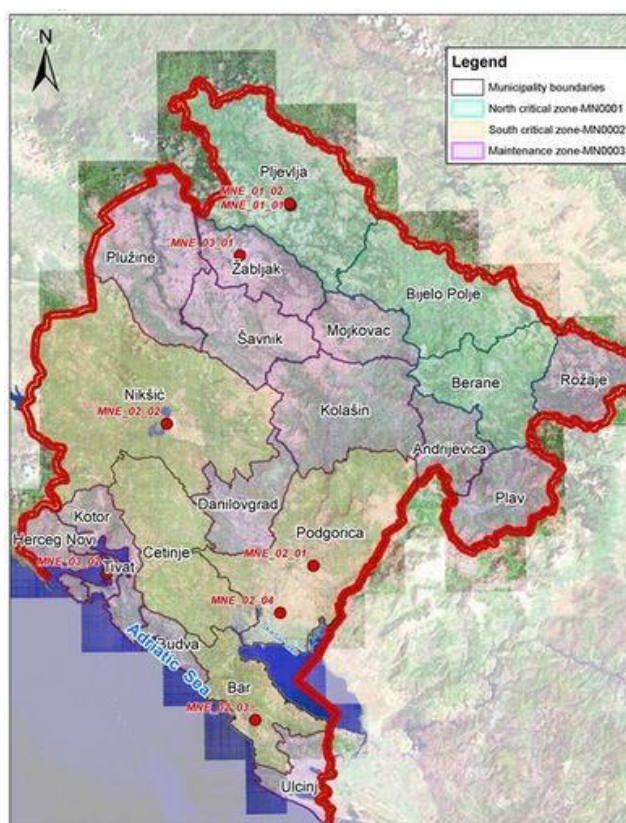 N
Legend
Municipality boundaries
North critical zone-MN0001
South critical zone-MN0002
Maintenance zone-MN0003
Pljevlja
MNE_01_02
MNE_01_01
MNE_03_01
Plužine
Žabljak
Bijelo Polje
Šavnik
Mojkovac
Rožaje
Berane
Nikšić
Kolašin
MNE_02_02
Andrijevica
Danilovgrad
Plav
Kotor
Podgorica
Herceg Novi
Cetinje
MNE_02_01
Tivat
MNE_02_04
Budva
Adriatic Sea
Bar
MNE_02_03
Ulcinj